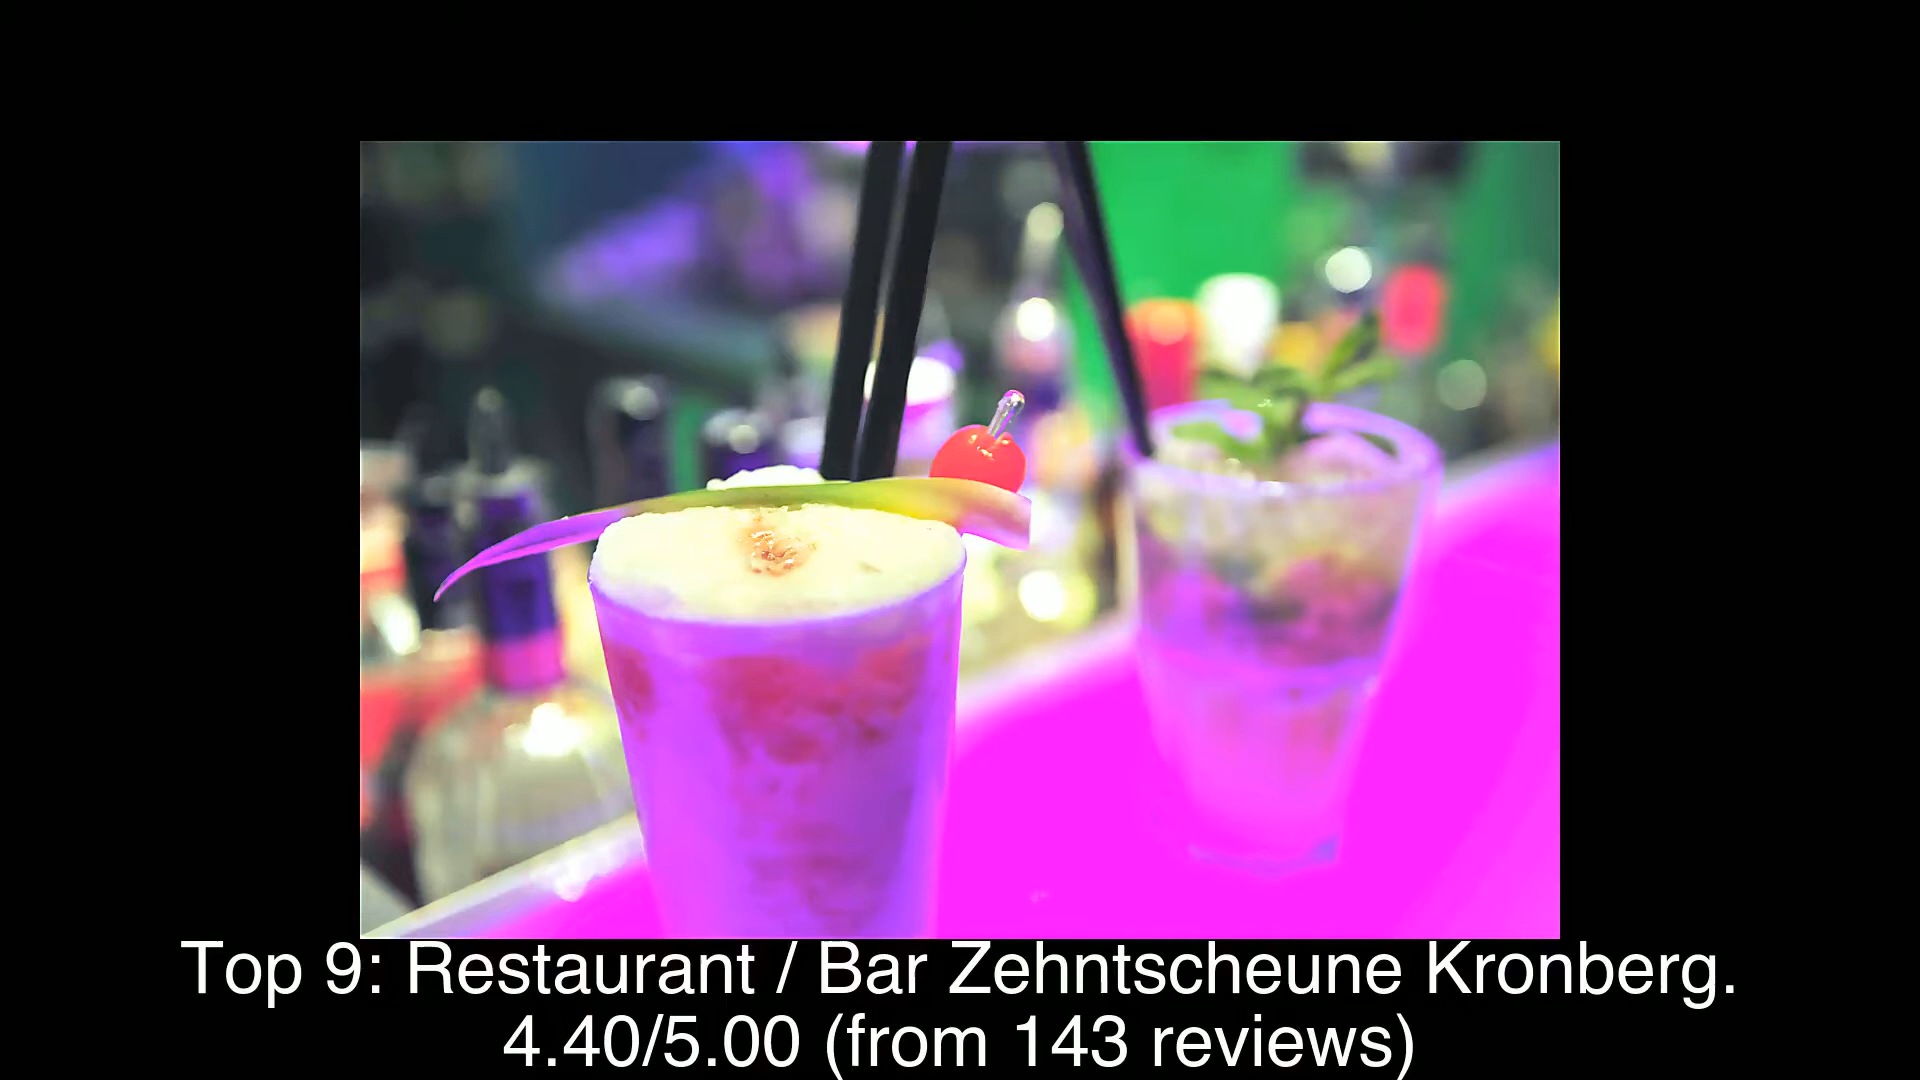 Top 9: Restaurant / Bar Zehntscheune Kronberg.
4.40/5.00 (from 143 reviews)